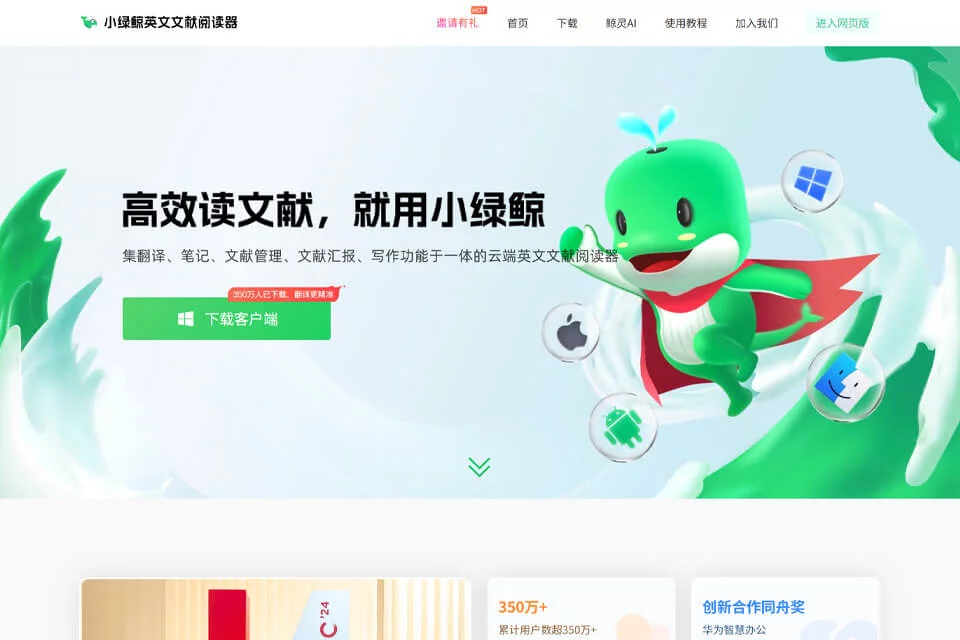 小绿鲸英文文献阅读器
HOT
邀请有礼 首页 下载 鲸灵AI 使用教程 加入我们 进入网页版
高效读文献，就用小绿鲸
集翻译、笔记、文献管理、文献汇报、写作功能于一体的云端英文文献阅读器
350万人已下载，翻译更精准
下载客户端
C'24
350万+
累计用户数超350万+
创新合作同舟奖
华为智慧办公